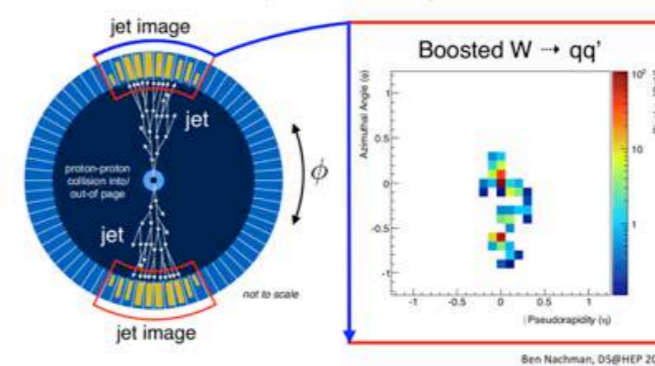 jet image
jet
proton-proton
collision into/
out-of page
ϕ
jet
not to scale
jet image
Boosted W → qq'
Azimuthal Angle (φ)
1
0.5
0
-0.5
-1
-1
-0.5
0
0.5
1
Pseudorapidity (η)
10
1
Ben Nachman, DS@HEP 20